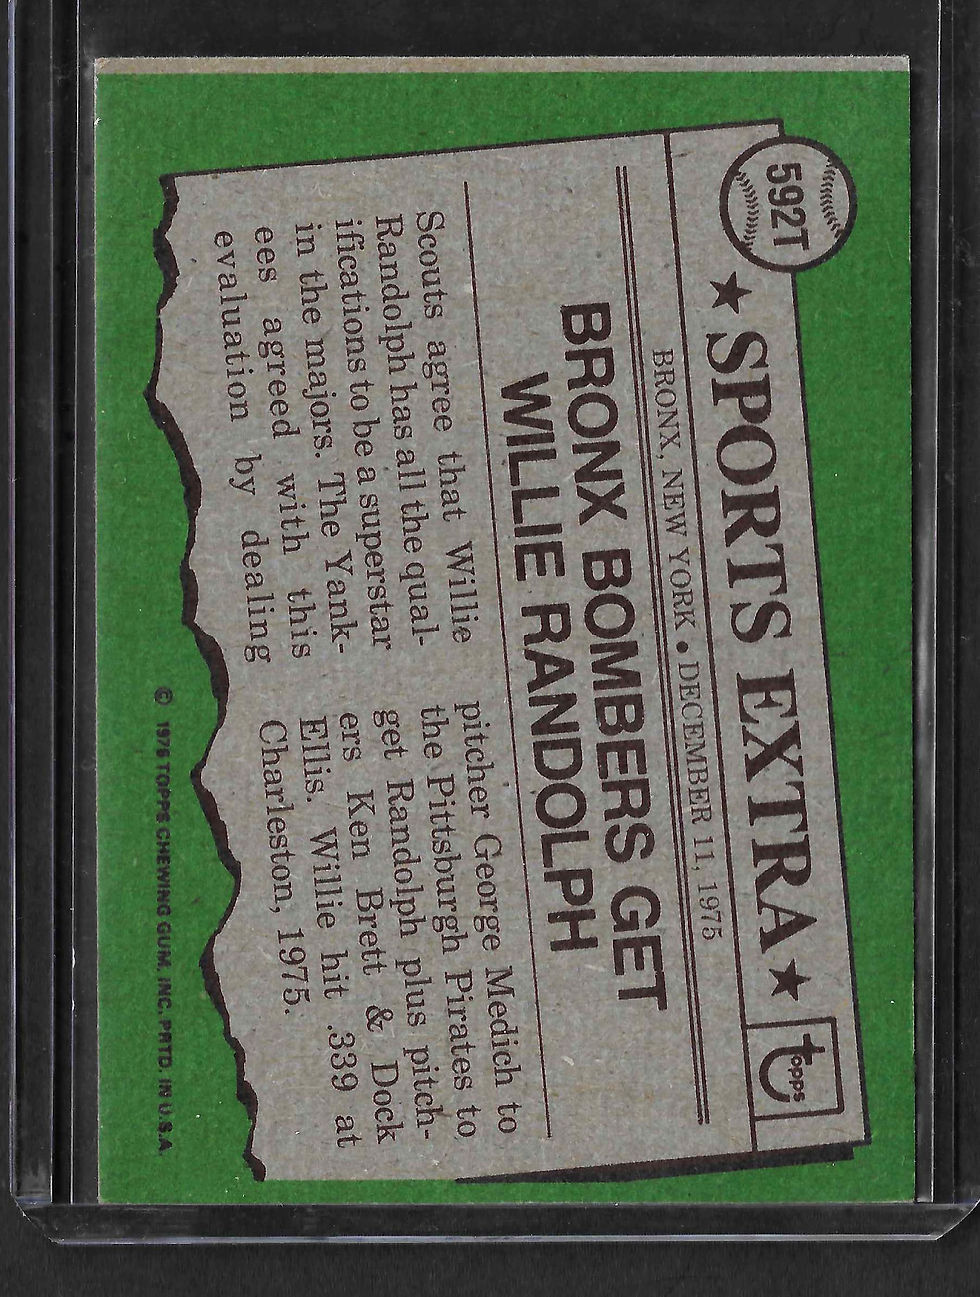 592T
★ SPORTS EXTRA ★
topps
BRONX, NEW YORK • DECEMBER 11, 1975
BRONX BOMBERS GET
WILLIE RANDOLPH
Scouts agree that Willie
Randolph has all the qual-
ifications to be a superstar
in the majors. The Yank-
ees agreed with this
evaluation by dealing
pitcher George Medich to
the Pittsburgh Pirates to
get Randolph plus pitch-
ers Ken Brett & Dock
Ellis. Willie hit .339 at
Charleston, 1975.
© 1976 TOPPS CHEWING GUM, INC. PRTD. IN U.S.A.